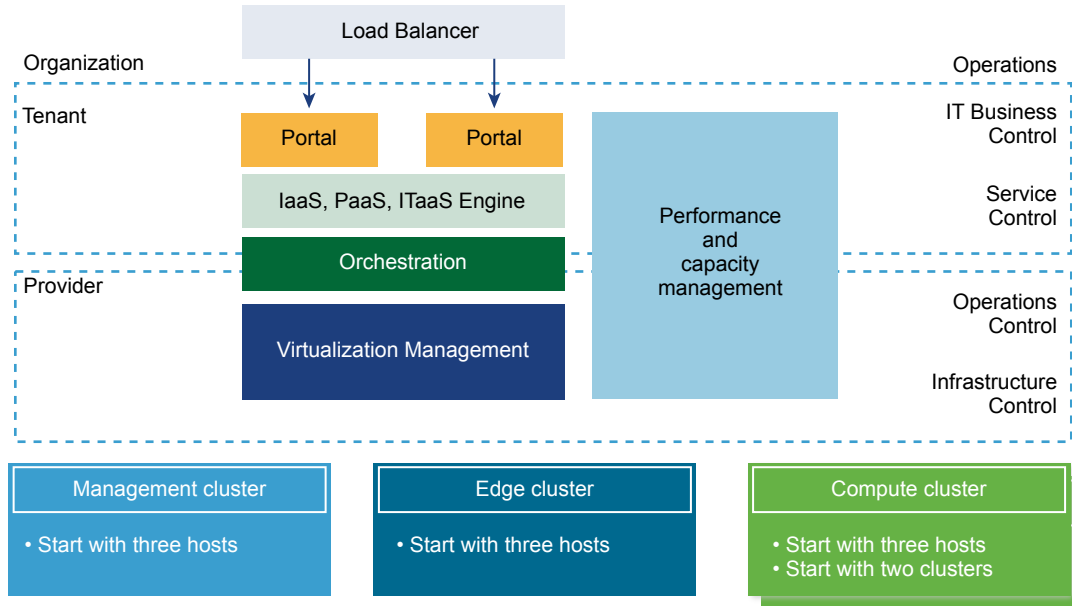 Load Balancer
Organization
Operations
Tenant
IT Business
Control
Portal
Portal
IaaS, PaaS, ITaaS Engine
Service
Control
Performance
and
capacity
management
Orchestration
Provider
Operations
Control
Virtualization Management
Infrastructure
Control
Management cluster
• Start with three hosts
Edge cluster
• Start with three hosts
Compute cluster
• Start with three hosts
• Start with two clusters